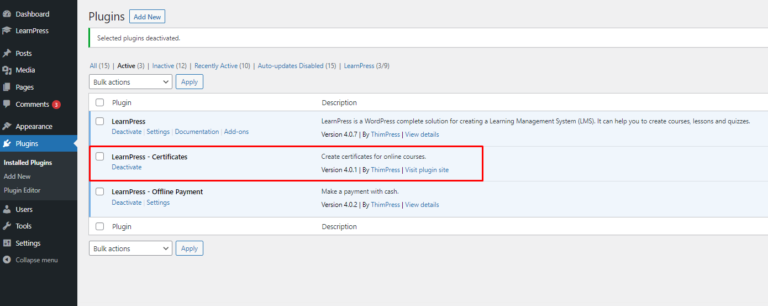 Dashboard
LearnPress
Posts
Media
Pages
Comments 3
Appearance
Plugins
Installed Plugins
Add New
Plugin Editor
Users
Tools
Settings
Collapse menu
Plugins Add New
Selected plugins deactivated.
All (15) | Active (3) | Inactive (12) | Recently Active (10) | Auto-updates Disabled (15) | LearnPress (3/9)
Bulk actions Apply
Plugin Description
LearnPress LearnPress is a WordPress complete solution for creating a Learning Management System (LMS). It can help you to create courses, lessons and quizzes.
Deactivate | Settings | Documentation | Add-ons Version 4.0.7 | By ThimPress | View details
LearnPress - Certificates Create certificates for online courses.
Deactivate Version 4.0.1 | By ThimPress | Visit plugin site
LearnPress - Offline Payment Make a payment with cash.
Deactivate | Settings Version 4.0.2 | By ThimPress | View details
Plugin Description
Bulk actions Apply